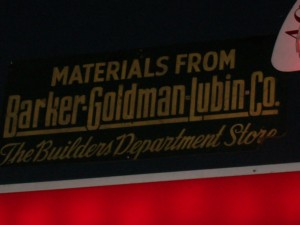 MATERIALS FROM
Barker-Goldman-Lubin-Co.
The Builders Department Store